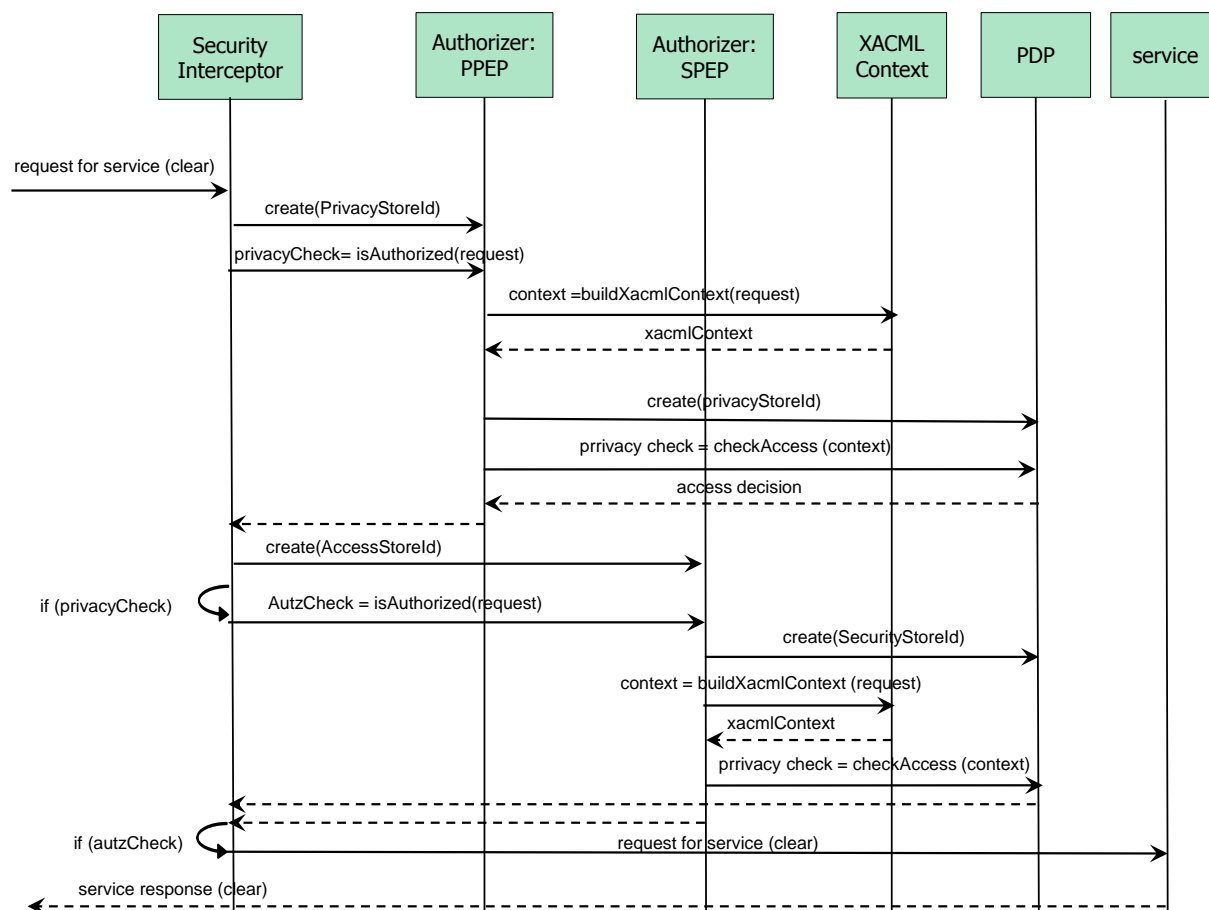 Security
Interceptor
Authorizer:
PPEP
Authorizer:
SPEP
XACML
Context
PDP
service
request for service (clear)
create(PrivacyStoreId)
privacyCheck= isAuthorized(request)
context =buildXacmlContext(request)
xacmlContext
create(privacyStoreId)
prrivacy check = checkAccess (context)
access decision
create(AccessStoreId)
if (privacyCheck)
AutzCheck = isAuthorized(request)
create(SecurityStoreId)
context = buildXacmlContext (request)
xacmlContext
prrivacy check = checkAccess (context)
if (autzCheck)
request for service (clear)
service response (clear)